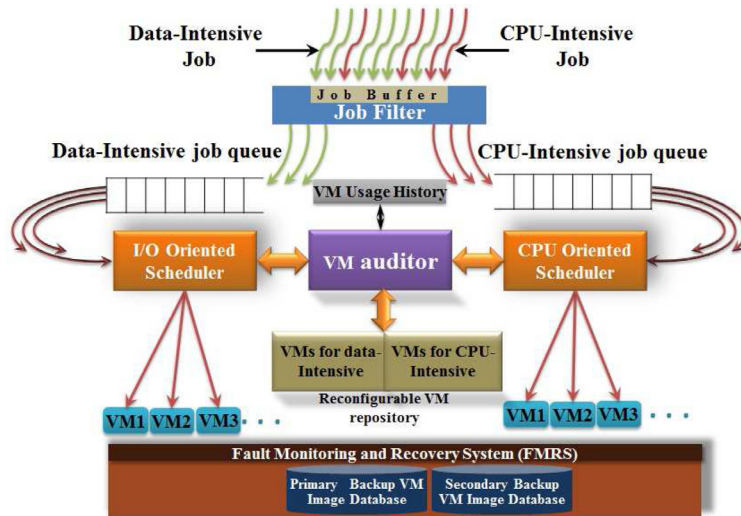 Data-Intensive
Job
CPU-Intensive
Job
Job Buffer
Job Filter
Data-Intensive job queue
CPU-Intensive job queue
VM Usage History
I/O Oriented
Scheduler
VM auditor
CPU Oriented
Scheduler
VMs for data-
Intensive
VMs for CPU-
Intensive
Reconfigurable VM
repository
VM1 VM2 VM3 . . .
VM1 VM2 VM3 . . .
Fault Monitoring and Recovery System (FMRS)
Primary Backup VM
Image Database
Secondary Backup
VM Image Database